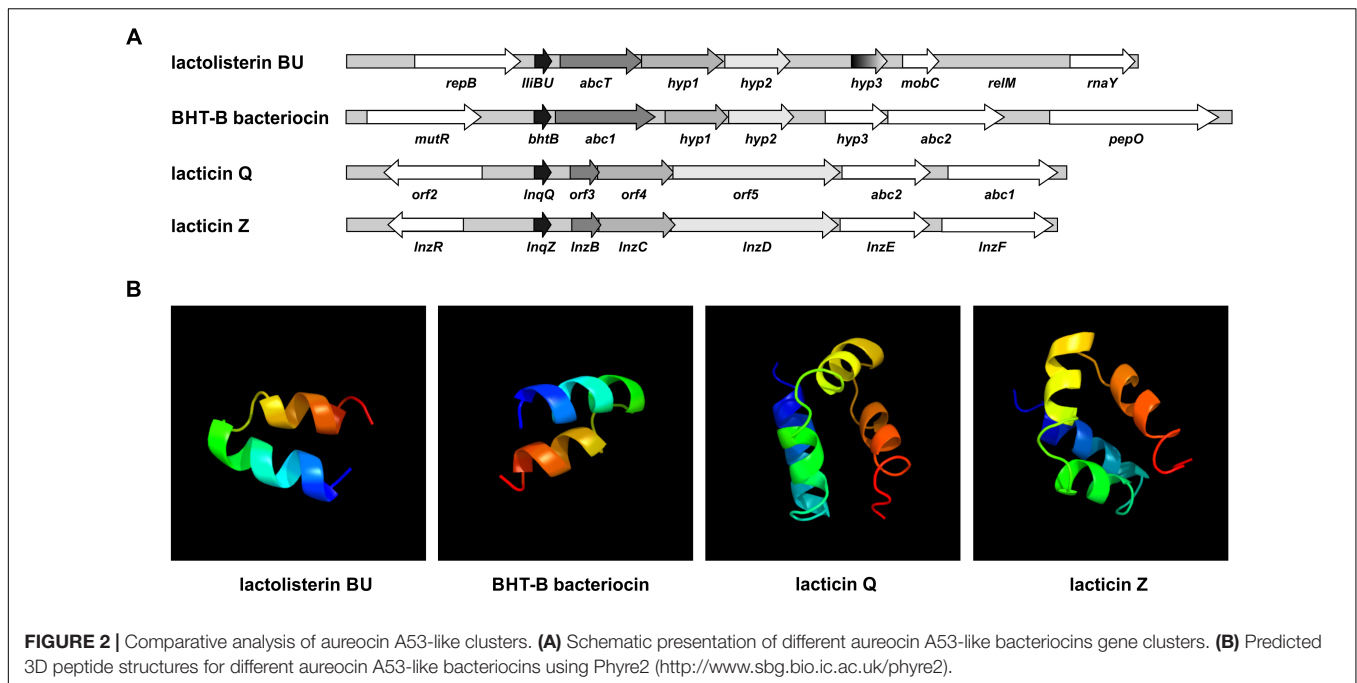 A
lactolisterin BU
repB lliBU abcT hyp1 hyp2 hyp3 mobC relM rnaY
BHT-B bacteriocin
mutR bhtB abc1 hyp1 hyp2 hyp3 abc2 pepO
lacticin Q
orf2 lnqQ orf3 orf4 orf5 abc2 abc1
lacticin Z
lnzR lnqZ lnzB lnzC lnzD lnzE lnzF
B
lactolisterin BU BHT-B bacteriocin lacticin Q lacticin Z
FIGURE 2 | Comparative analysis of aureocin A53-like clusters. (A) Schematic presentation of different aureocin A53-like bacteriocins gene clusters. (B) Predicted
3D peptide structures for different aureocin A53-like bacteriocins using Phyre2 (http://www.sbg.bio.ic.ac.uk/phyre2).